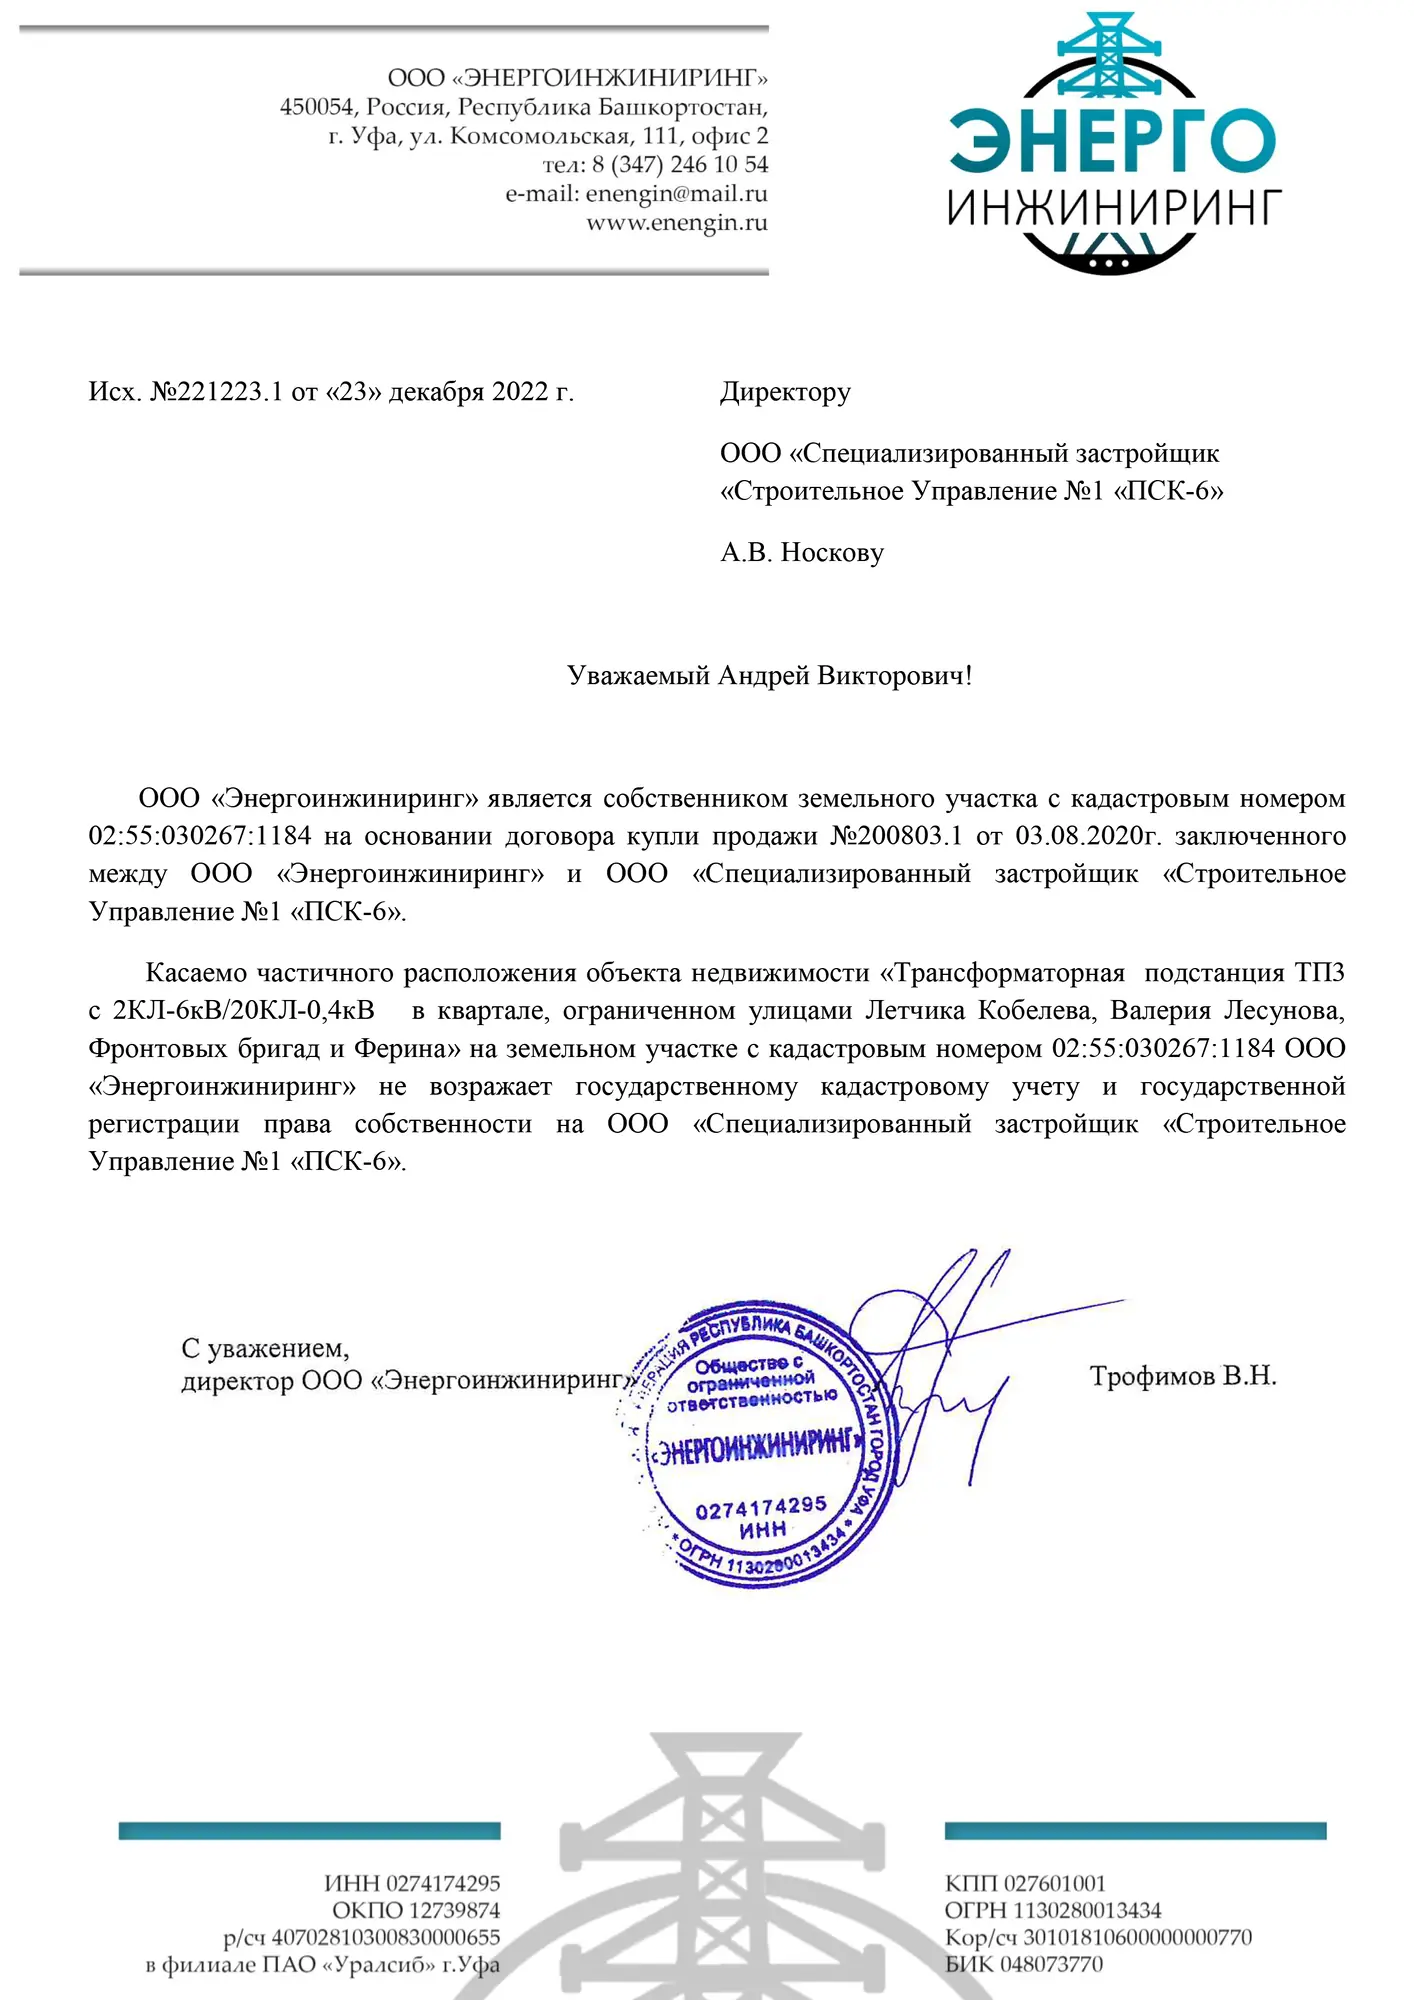 ООО «ЭНЕРГОИНЖИНИРИНГ»
450054, Россия, Республика Башкортостан,
г. Уфа, ул. Комсомольская, 111, офис 2
тел: 8 (347) 246 10 54
e-mail: enengin@mail.ru
www.enengin.ru
ЭНЕРГО
ИНЖИНИРИНГ
Исх. №221223.1 от «23» декабря 2022 г.
Директору
ООО «Специализированный застройщик
«Строительное Управление №1 «ПСК-6»
А.В. Носкову
Уважаемый Андрей Викторович!
ООО «Энергоинжиниринг» является собственником земельного участка с кадастровым номером
02:55:030267:1184 на основании договора купли продажи №200803.1 от 03.08.2020г. заключенного
между ООО «Энергоинжиниринг» и ООО «Специализированный застройщик «Строительное
Управление №1 «ПСК-6».
Касаемо частичного расположения объекта недвижимости «Трансформаторная подстанция ТП3
с 2КЛ-6кВ/20КЛ-0,4кВ в квартале, ограниченном улицами Летчика Кобелева, Валерия Лесунова,
Фронтовых бригад и Ферина» на земельном участке с кадастровым номером 02:55:030267:1184 ООО
«Энергоинжиниринг» не возражает государственному кадастровому учету и государственной
регистрации права собственности на ООО «Специализированный застройщик «Строительное
Управление №1 «ПСК-6».
С уважением,
директор ООО «Энергоинжиниринг»
Трофимов В.Н.
РЕСПУБЛИКА БАШКОРТОСТАН ГОРОД УФА
Общество с
ограниченной
ответственностью
«ЭНЕРГОИНЖИНИРИНГ»
0274174295
ИНН
* ОГРН 1130280013434 *
ИНН 0274174295
ОКПО 12739874
р/сч 40702810300830000655
в филиале ПАО «Уралсиб» г.Уфа
КПП 027601001
ОГРН 1130280013434
Кор/сч 30101810600000000770
БИК 048073770